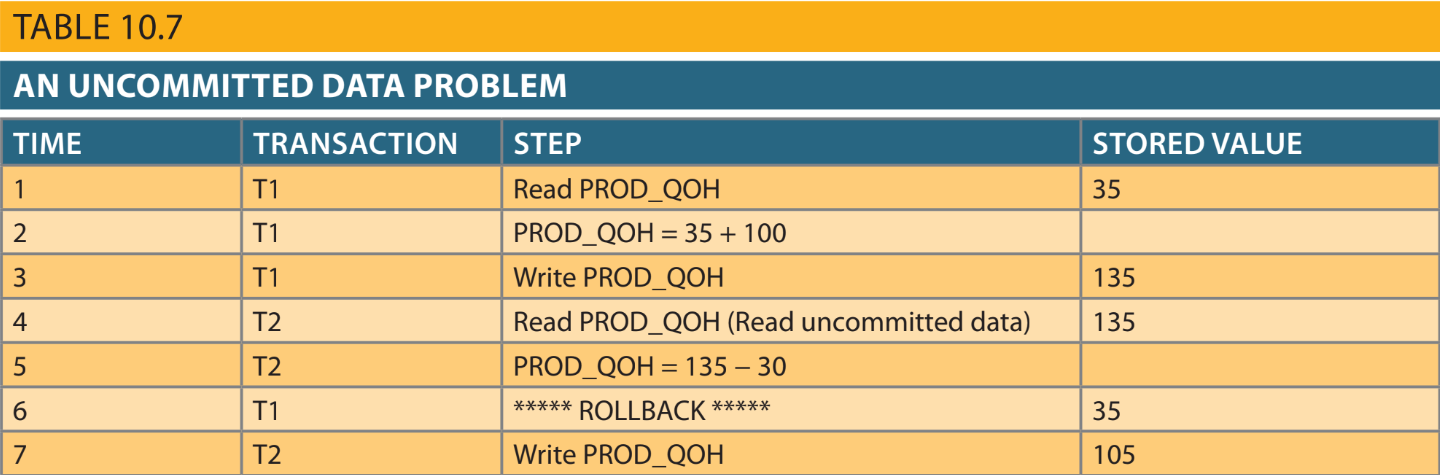 TABLE 10.7
AN UNCOMMITTED DATA PROBLEM
TIME TRANSACTION STEP STORED VALUE
1 T1 Read PROD_QOH 35
2 T1 PROD_QOH = 35 + 100
3 T1 Write PROD_QOH 135
4 T2 Read PROD_QOH (Read uncommitted data) 135
5 T2 PROD_QOH = 135 − 30
6 T1 ***** ROLLBACK ***** 35
7 T2 Write PROD_QOH 105